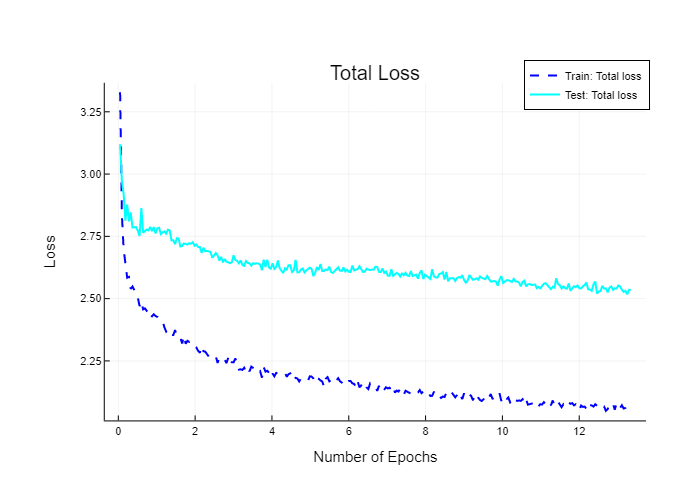 Total Loss
Train: Total loss
Test: Total loss
Loss
3.25
3.00
2.75
2.50
2.25
0 2 4 6 8 10 12
Number of Epochs